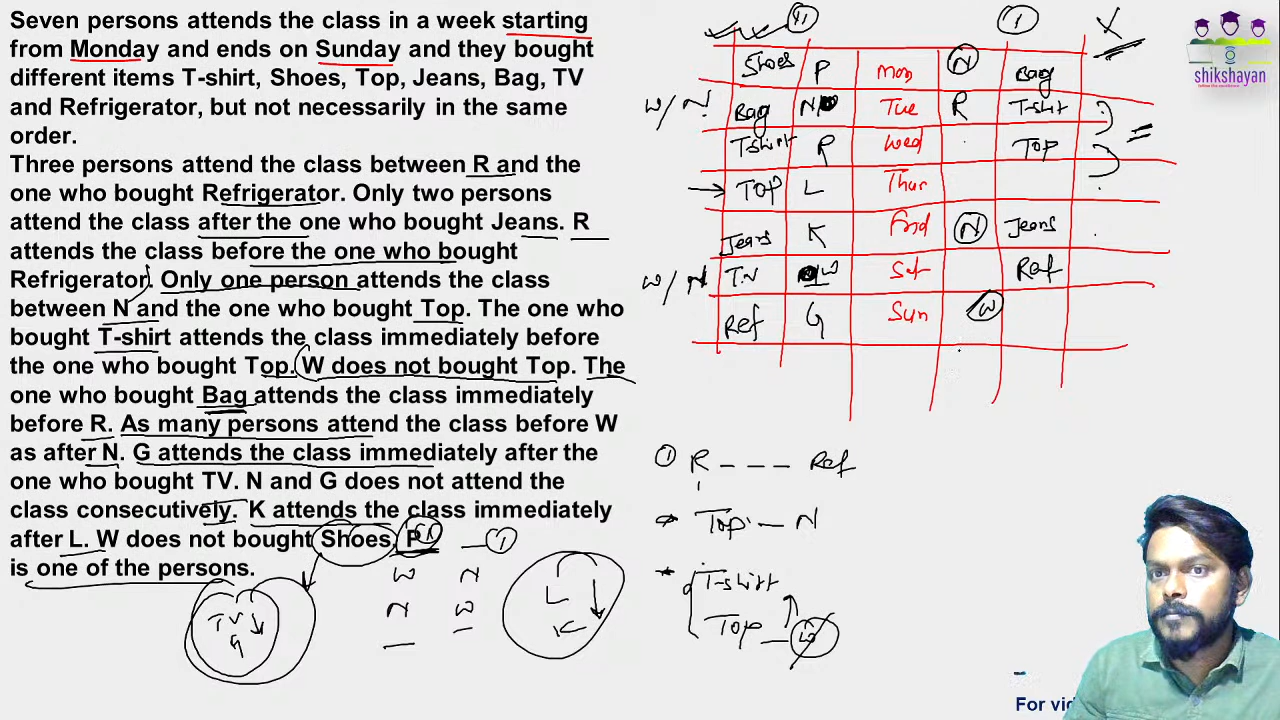 Seven persons attends the class in a week starting
from Monday and ends on Sunday and they bought
different items T-shirt, Shoes, Top, Jeans, Bag, TV
and Refrigerator, but not necessarily in the same
order.
Three persons attend the class between R and the
one who bought Refrigerator. Only two persons
attend the class after the one who bought Jeans. R
attends the class before the one who bought
Refrigerator. Only one person attends the class
between N and the one who bought Top. The one who
bought T-shirt attends the class immediately before
the one who bought Top. W does not bought Top. The
one who bought Bag attends the class immediately
before R. As many persons attend the class before W
as after N. G attends the class immediately after the
one who bought TV. N and G does not attend the
class consecutively. K attends the class immediately
after L. W does not bought Shoes. P
is one of the persons.
TV
G
W N
N W
L
K
II I X
Shoes P Mon N Bag
W/N Bag N Tue R T-shirt
T-shirt R Wed Top =
Top L Thur
Jeans K Frid N Jeans
W/N T.V W Sat Ref
Ref G Sun W
① R - - - Ref
Top - N
T-shirt
Top - W
shikshayan
For vid